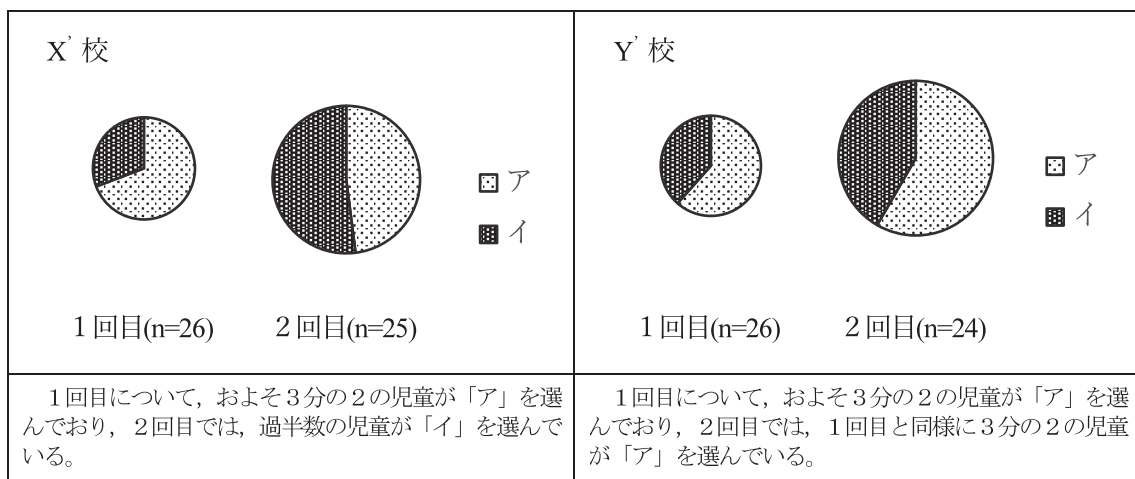 X’ 校
ア
イ
1回目(n=26) 2回目(n=25)
1回目について，およそ3分の2の児童が「ア」を選
んでおり，2回目では，過半数の児童が「イ」を選んで
いる。
Y’ 校
ア
イ
1回目(n=26) 2回目(n=24)
1回目について，およそ3分の2の児童が「ア」を選
んでおり，2回目では，1回目と同様に3分の2の児童
が「ア」を選んでいる。